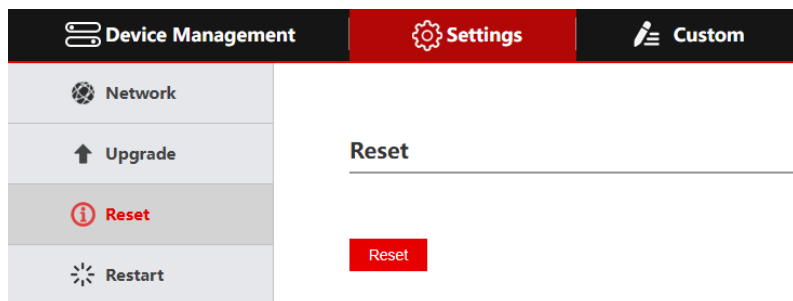 Device Management
Settings
Custom
Network
Upgrade
Reset
Restart
Reset
Reset